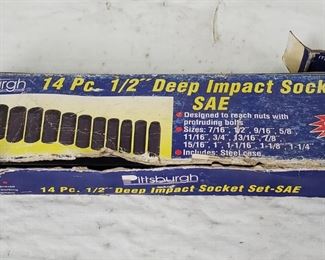 sburgh
14 Pc. 1/2" Deep Impact Socke
SAE
• Designed to reach nuts with
protruding bolts
• Sizes: 7/16", 1/2", 9/16", 5/8
11/16", 3/4", 13/16", 7/8"
15/16", 1", 1-1/16", 1-1/8", 1-1/4"
• Includes: Steel case
Pittsburgh
14 Pc. 1/2" Deep Impact Socket Set-SAE